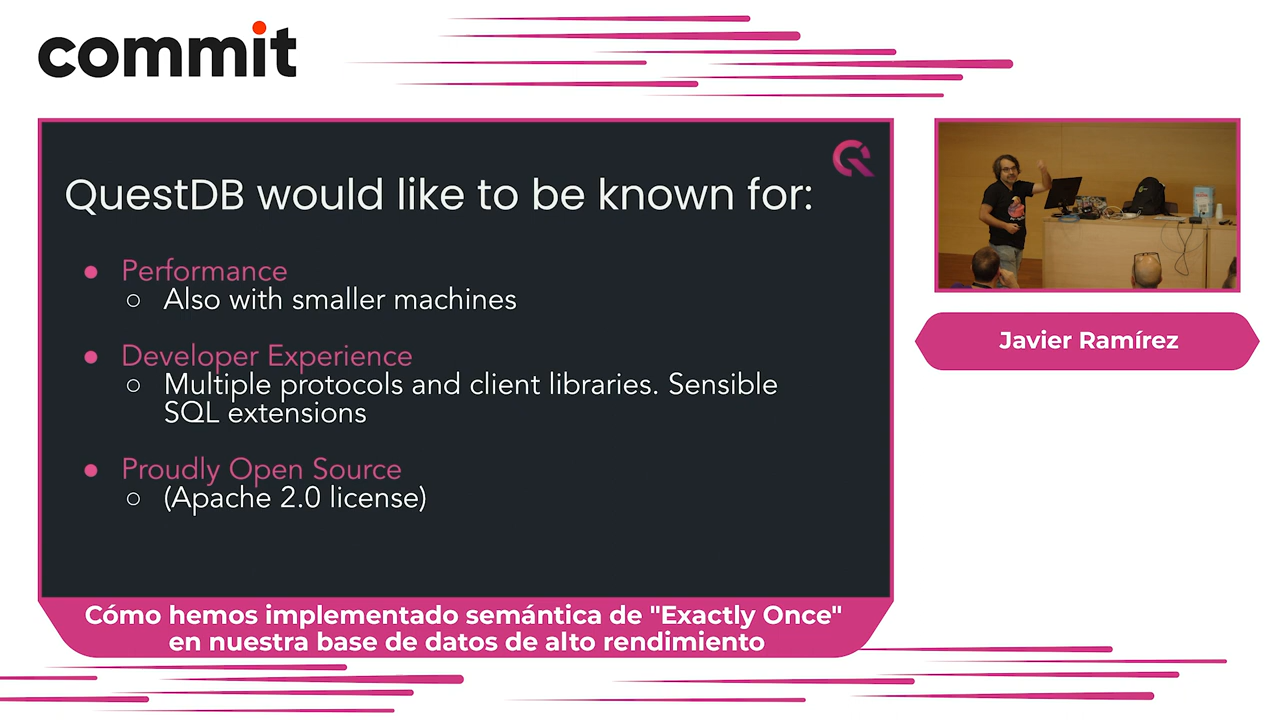 commit
QuestDB would like to be known for:
● Performance
○ Also with smaller machines
● Developer Experience
○ Multiple protocols and client libraries. Sensible
SQL extensions
● Proudly Open Source
○ (Apache 2.0 license)
Javier Ramírez
Cómo hemos implementado semántica de "Exactly Once"
en nuestra base de datos de alto rendimiento